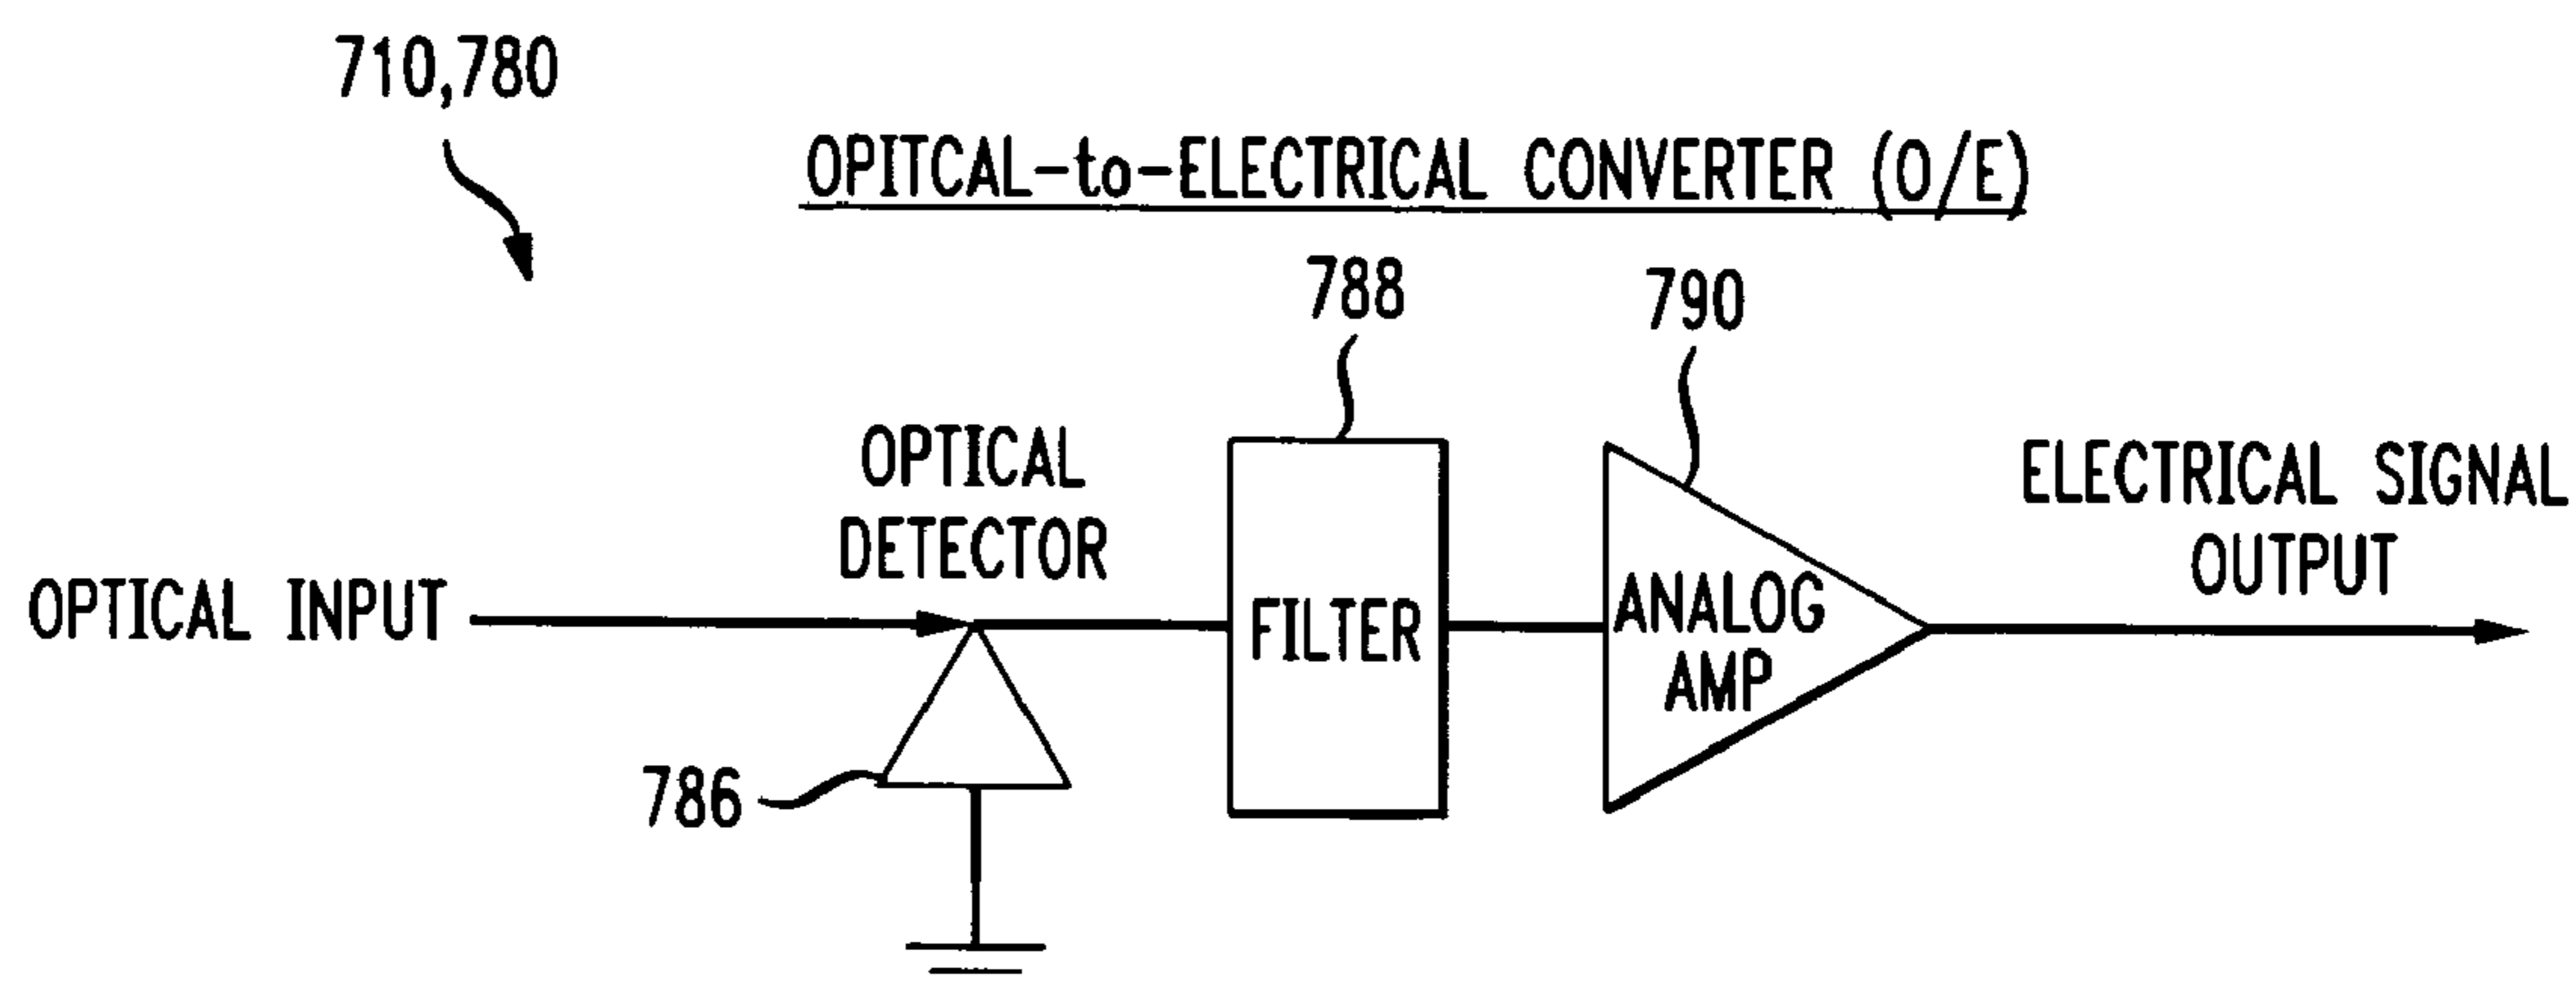 710,780
OPITCAL-to-ELECTRICAL CONVERTER (O/E)
788
790
OPTICAL
DETECTOR
ELECTRICAL SIGNAL
OUTPUT
OPTICAL INPUT
FILTER
ANALOG
AMP
786